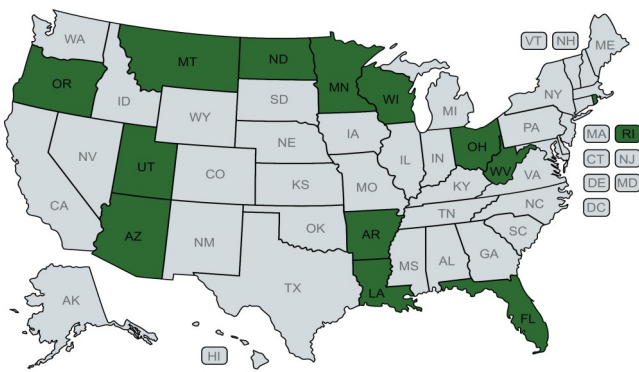 WA
VT NH
ME
OR
MT
ND
MN
ID
SD
WI
MI
NY
WY
IA
PA
MA RI
NE
OH
NV
UT
IL
IN
WV
CT NJ
CO
KS
MO
KY
VA
DE MD
CA
NC
DC
AZ
NM
OK
AR
TN
SC
TX
MS
AL
GA
LA
FL
AK
HI